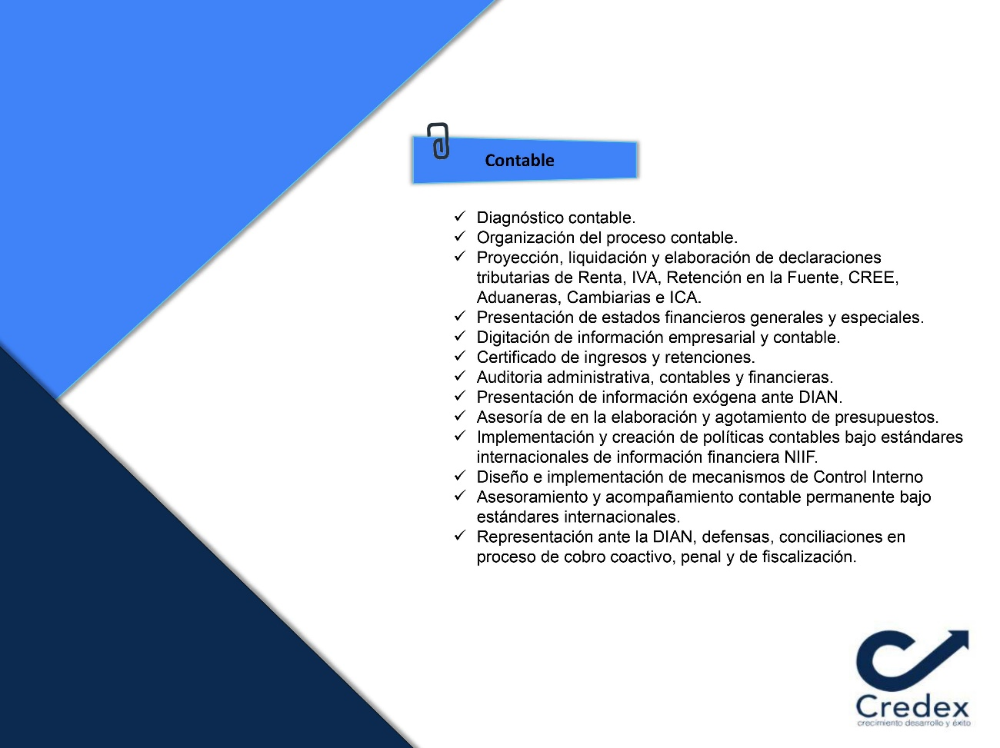 Contable
✓ Diagnóstico contable.
✓ Organización del proceso contable.
✓ Proyección, liquidación y elaboración de declaraciones
tributarias de Renta, IVA, Retención en la Fuente, CREE,
Aduaneras, Cambiarias e ICA.
✓ Presentación de estados financieros generales y especiales.
✓ Digitación de información empresarial y contable.
✓ Certificado de ingresos y retenciones.
✓ Auditoria administrativa, contables y financieras.
✓ Presentación de información exógena ante DIAN.
✓ Asesoría de en la elaboración y agotamiento de presupuestos.
✓ Implementación y creación de políticas contables bajo estándares
internacionales de información financiera NIIF.
✓ Diseño e implementación de mecanismos de Control Interno
✓ Asesoramiento y acompañamiento contable permanente bajo
estándares internacionales.
✓ Representación ante la DIAN, defensas, conciliaciones en
proceso de cobro coactivo, penal y de fiscalización.
Credex
crecimiento desarrollo y éxito